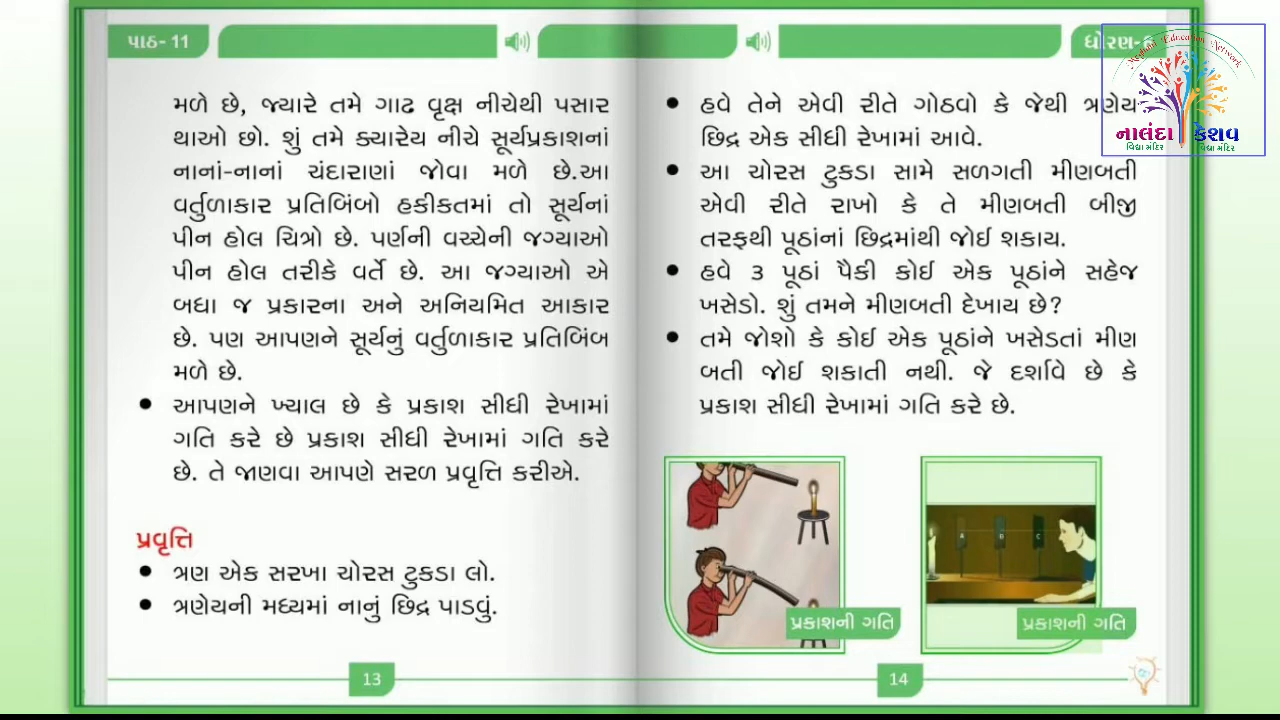 પાઠ- 11
મળે છે, જ્યારે તમે ગાઢ વૃક્ષ નીચેથી પસાર
થાઓ છો. શું તમે ક્યારેય નીચે સૂર્યપ્રકાશનાં
નાનાં-નાનાં ચંદારાણાં જોવા મળે છે.આ
વર્તુળાકાર પ્રતિબિંબો હકીકતમાં તો સૂર્યનાં
પીન હોલ ચિત્રો છે. પર્ણની વચ્ચેની જગ્યાઓ
પીન હોલ તરીકે વર્તે છે. આ જગ્યાઓ એ
બધા જ પ્રકારના અને અનિયમિત આકાર
છે. પણ આપણને સૂર્યનું વર્તુળાકાર પ્રતિબિંબ
મળે છે.
• આપણને ખ્યાલ છે કે પ્રકાશ સીધી રેખામાં
ગતિ કરે છે પ્રકાશ સીધી રેખામાં ગતિ કરે
છે. તે જાણવા આપણે સરળ પ્રવૃત્તિ કરીએ.
પ્રવૃત્તિ
• ત્રણ એક સરખા ચોરસ ટુકડા લો.
• ત્રણેયની મધ્યમાં નાનું છિદ્ર પાડવું.
13
ધોરણ-
Education Network
નાલંદા કેશવ
વિદ્યા મંદિર વિદ્યા મંદિર
• હવે તેને એવી રીતે ગોઠવો કે જેથી ત્રણેય
છિદ્ર એક સીધી રેખામાં આવે.
• આ ચોરસ ટુકડા સામે સળગતી મીણબતી
એવી રીતે રાખો કે તે મીણબતી બીજી
તરફથી પૂઠાંનાં છિદ્રમાંથી જોઈ શકાય.
• હવે ૩ પૂઠાં પૈકી કોઈ એક પૂઠાંને સહેજ
ખસેડો. શું તમને મીણબતી દેખાય છે?
• તમે જોશો કે કોઈ એક પૂઠાંને ખસેડતાં મીણ
બતી જોઈ શકાતી નથી. જે દર્શાવે છે કે
પ્રકાશ સીધી રેખામાં ગતિ કરે છે.
A B C
પ્રકાશની ગતિ
પ્રકાશની ગતિ
14